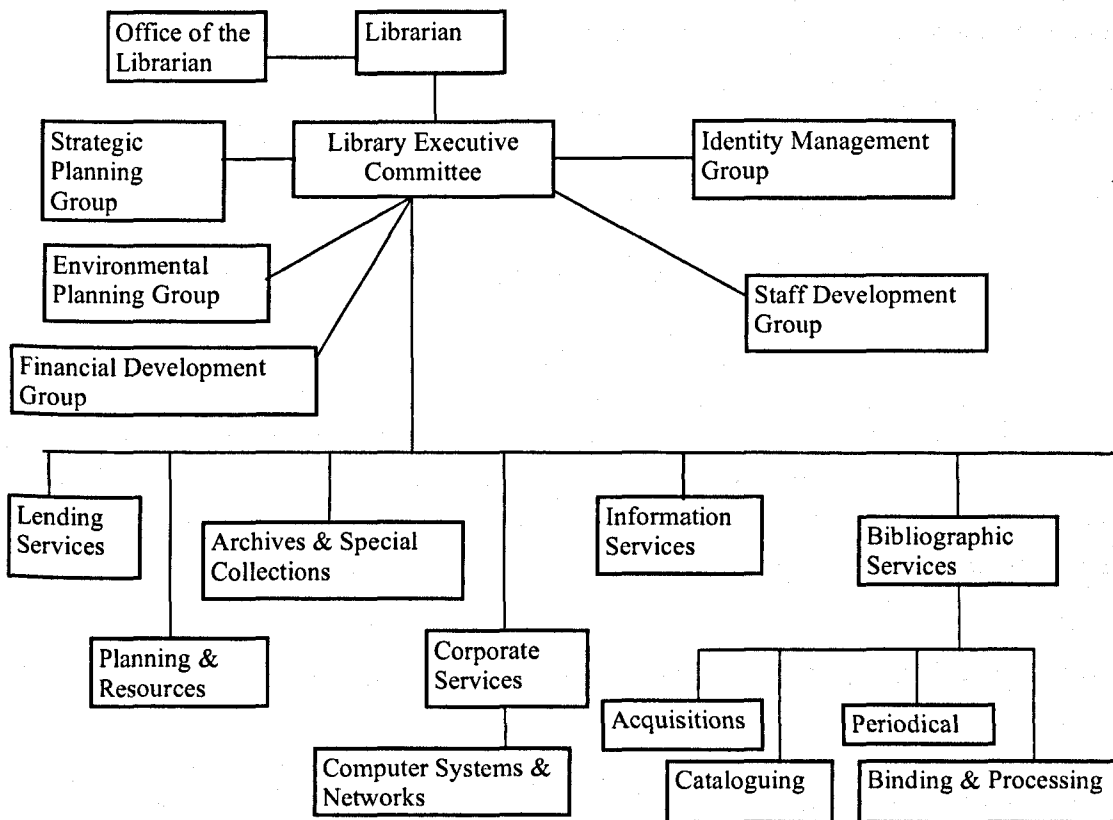 Office of the
Librarian
Librarian
Strategic
Planning
Group
Library Executive
Committee
Identity Management
Group
Environmental
Planning Group
Staff Development
Group
Financial Development
Group
Lending
Services
Archives & Special
Collections
Information
Services
Bibliographic
Services
Planning &
Resources
Corporate
Services
Acquisitions
Periodical
Computer Systems &
Networks
Cataloguing
Binding & Processing